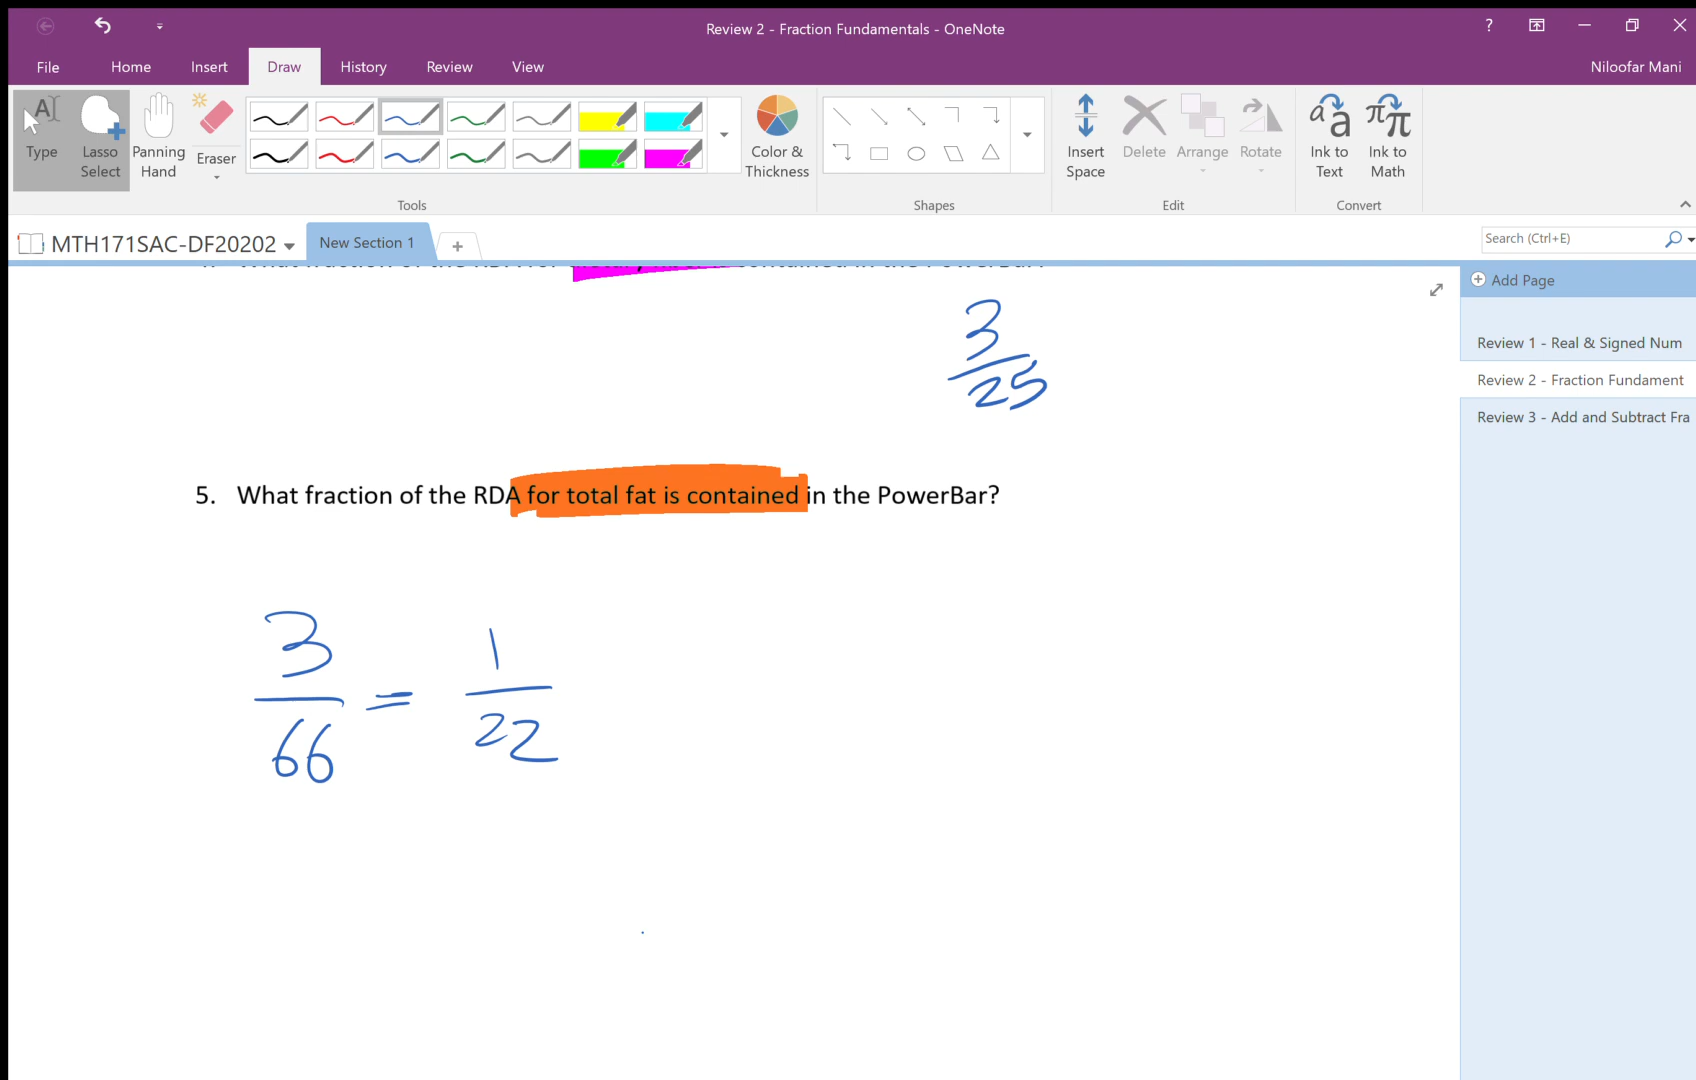 Review 2 - Fraction Fundamentals - OneNote
?
File Home Insert Draw History Review View
Niloofar Mani
Type
Lasso Select
Panning Hand
Eraser
Color & Thickness
Insert Space
Delete
Arrange
Rotate
Ink to Text
Ink to Math
Tools
Shapes
Edit
Convert
MTH171SAC-DF20202
New Section 1
+
Search (Ctrl+E)
Add Page
Review 1 - Real & Signed Num
Review 2 - Fraction Fundament
Review 3 - Add and Subtract Fra
contained in the PowerBar?
3
25
5. What fraction of the RDA for total fat is contained in the PowerBar?
3 1
=
66 22